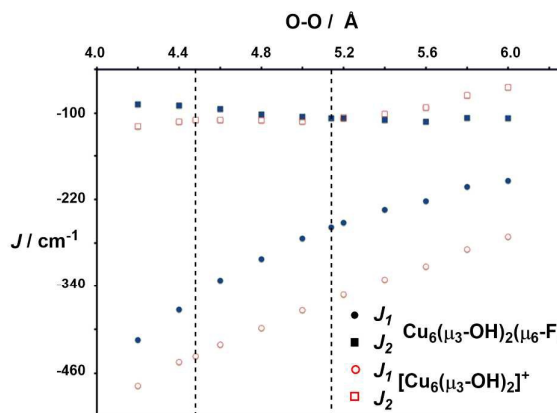 O-O / Å
4.0 4.4 4.8 5.2 5.6 6.0
-100
-220
J / cm-1
-340
-460
J1
J2
Cu6(μ3-OH)2(μ6-F
J1
J2
[Cu6(μ3-OH)2]+